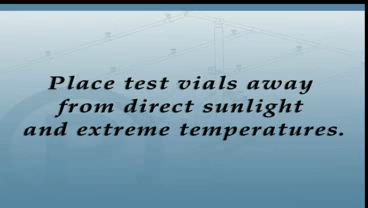 Place test vials away
from direct sunlight
and extreme temperatures.